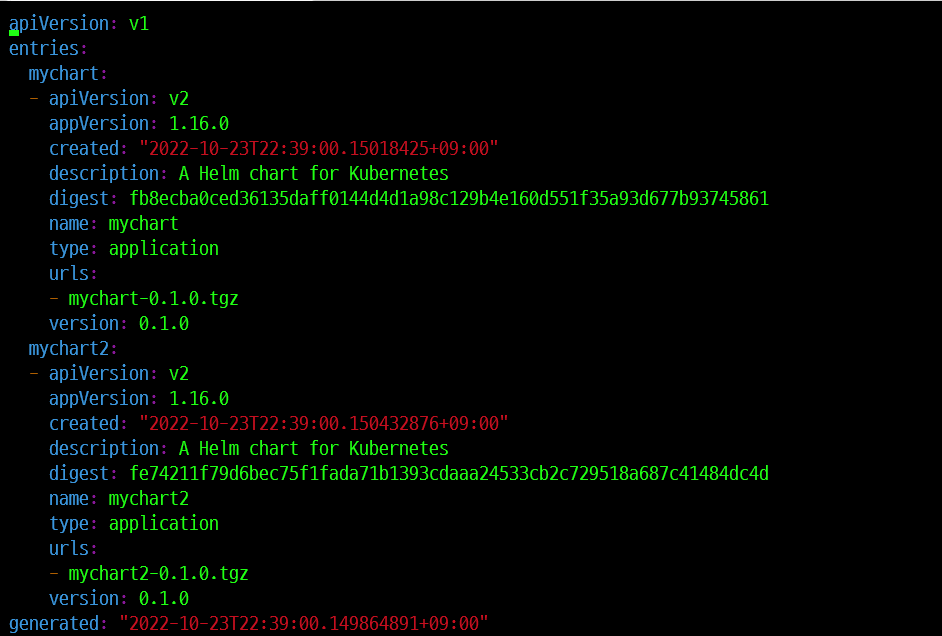 apiVersion: v1
entries:
  mychart:
  - apiVersion: v2
    appVersion: 1.16.0
    created: "2022-10-23T22:39:00.15018425+09:00"
    description: A Helm chart for Kubernetes
    digest: fb8ecba0ced36135daff0144d4d1a98c129b4e160d551f35a93d677b93745861
    name: mychart
    type: application
    urls:
    - mychart-0.1.0.tgz
    version: 0.1.0
  mychart2:
  - apiVersion: v2
    appVersion: 1.16.0
    created: "2022-10-23T22:39:00.150432876+09:00"
    description: A Helm chart for Kubernetes
    digest: fe74211f79d6bec75f1fada71b1393cdaaa24533cb2c729518a687c41484dc4d
    name: mychart2
    type: application
    urls:
    - mychart2-0.1.0.tgz
    version: 0.1.0
generated: "2022-10-23T22:39:00.149864891+09:00"